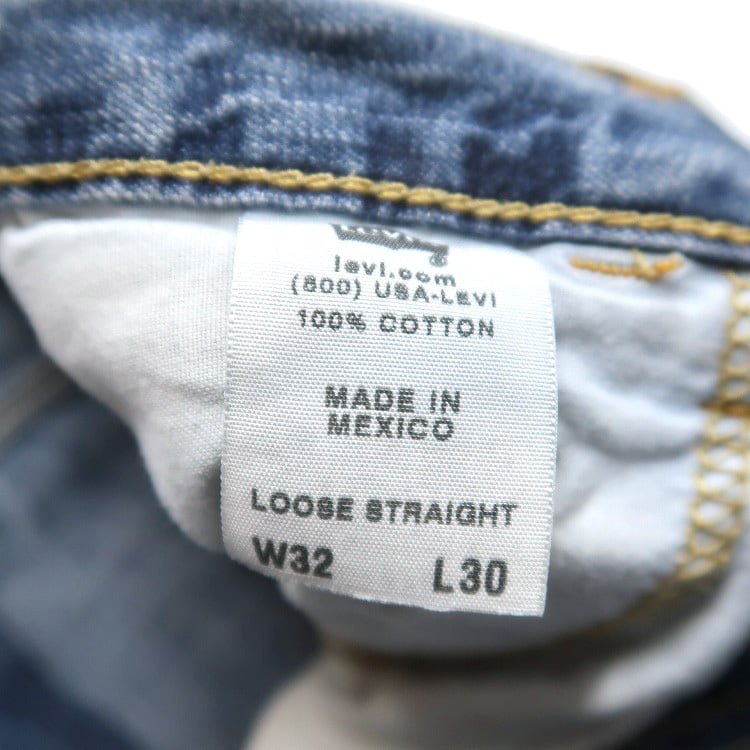 levi.com
(800) USA-LEVI
100% COTTON
MADE IN
MEXICO
LOOSE STRAIGHT
W32 L30